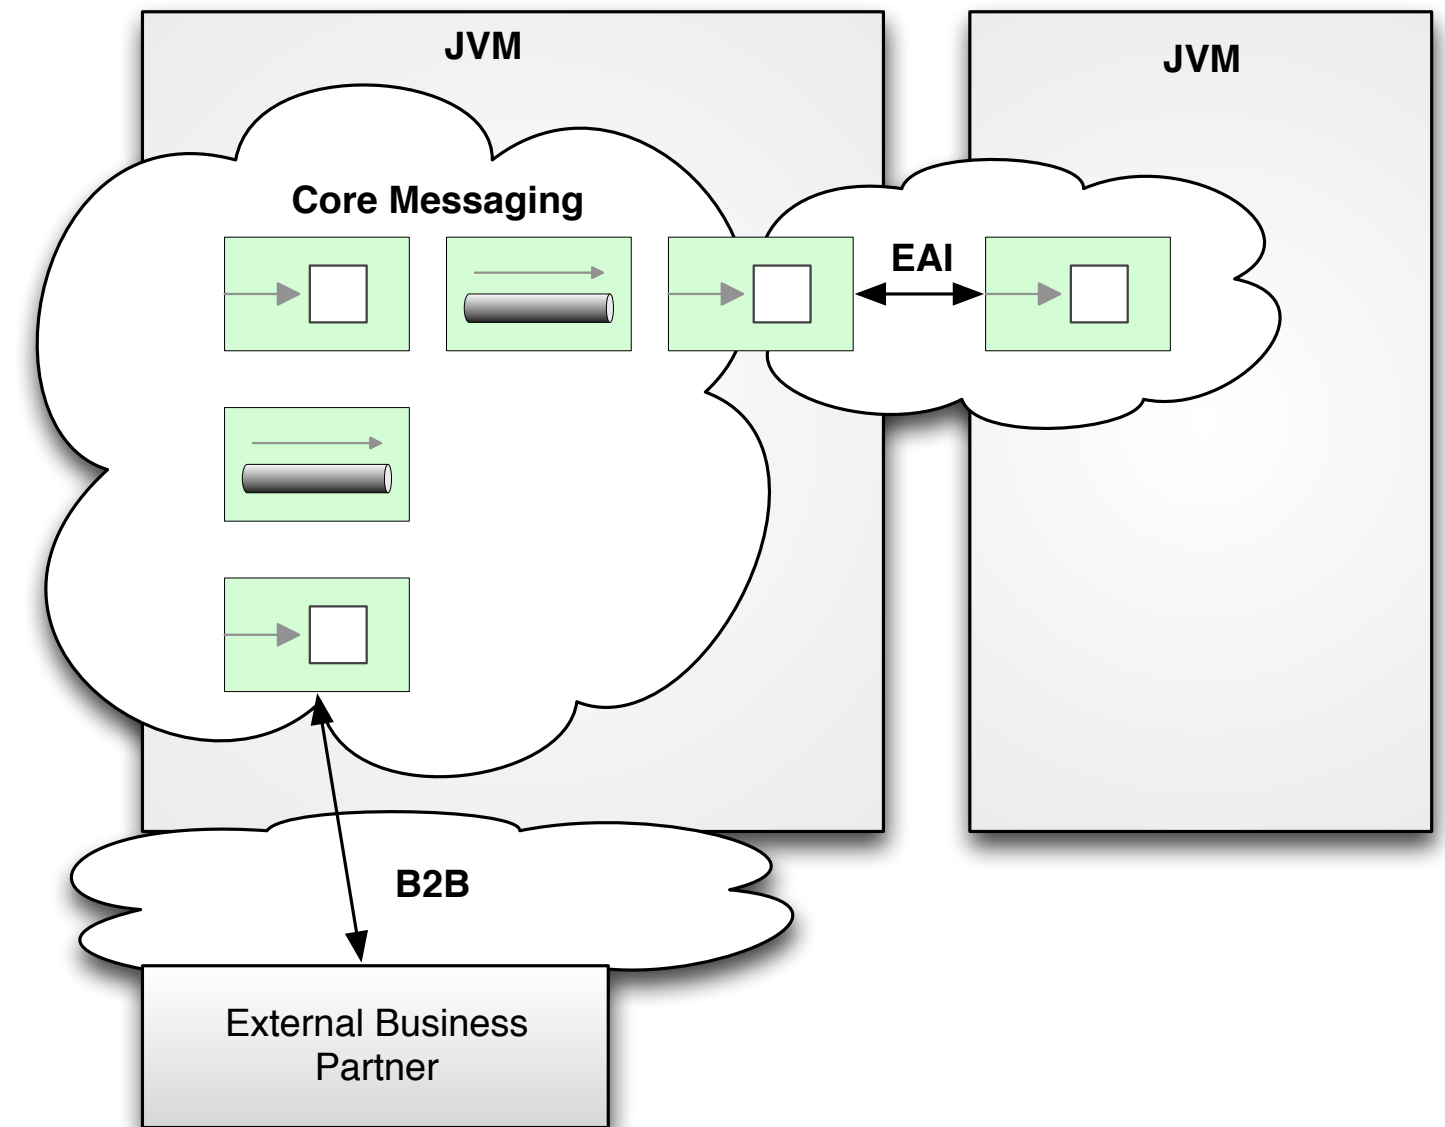 JVM
JVM
Core Messaging
EAI
B2B
External Business
Partner